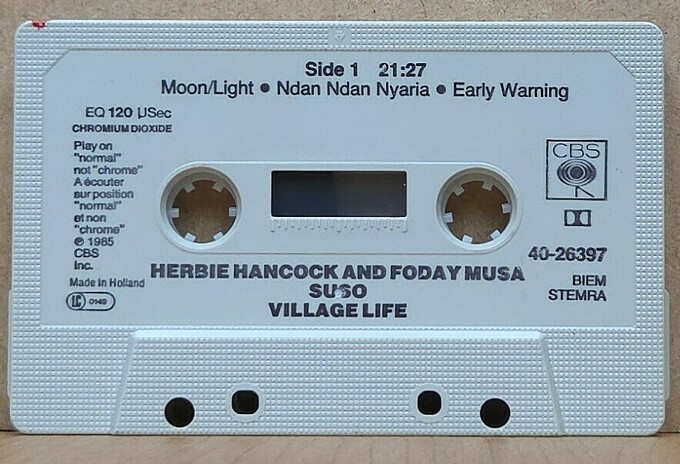 Side 1 21:27
Moon/Light • Ndan Ndan Nyaria • Early Warning
EQ 120 µSec
CHROMIUM DIOXIDE
Play on
"normal"
not "chrome"
A écouter
sur position
"normal"
et non
"chrome"
℗ 1985
CBS
Inc.
Made in Holland
LC 0149
CBS
40-26397
BIEM
STEMRA
HERBIE HANCOCK AND FODAY MUSA
SUSO
VILLAGE LIFE